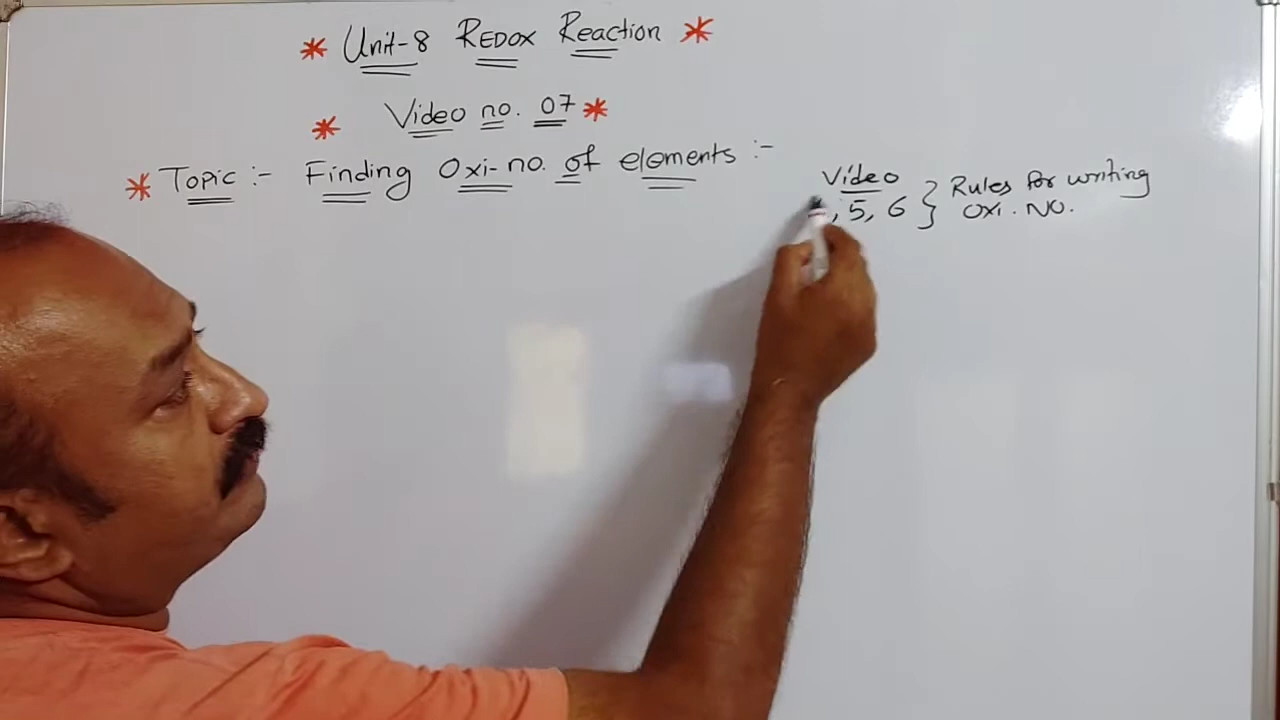 * Unit-8 REDOX Reaction *
* Video no. 07 *
* Topic :- Finding Oxi-no. of elements :-
Video
, 5, 6 } Rules for writing
Oxi. NO.